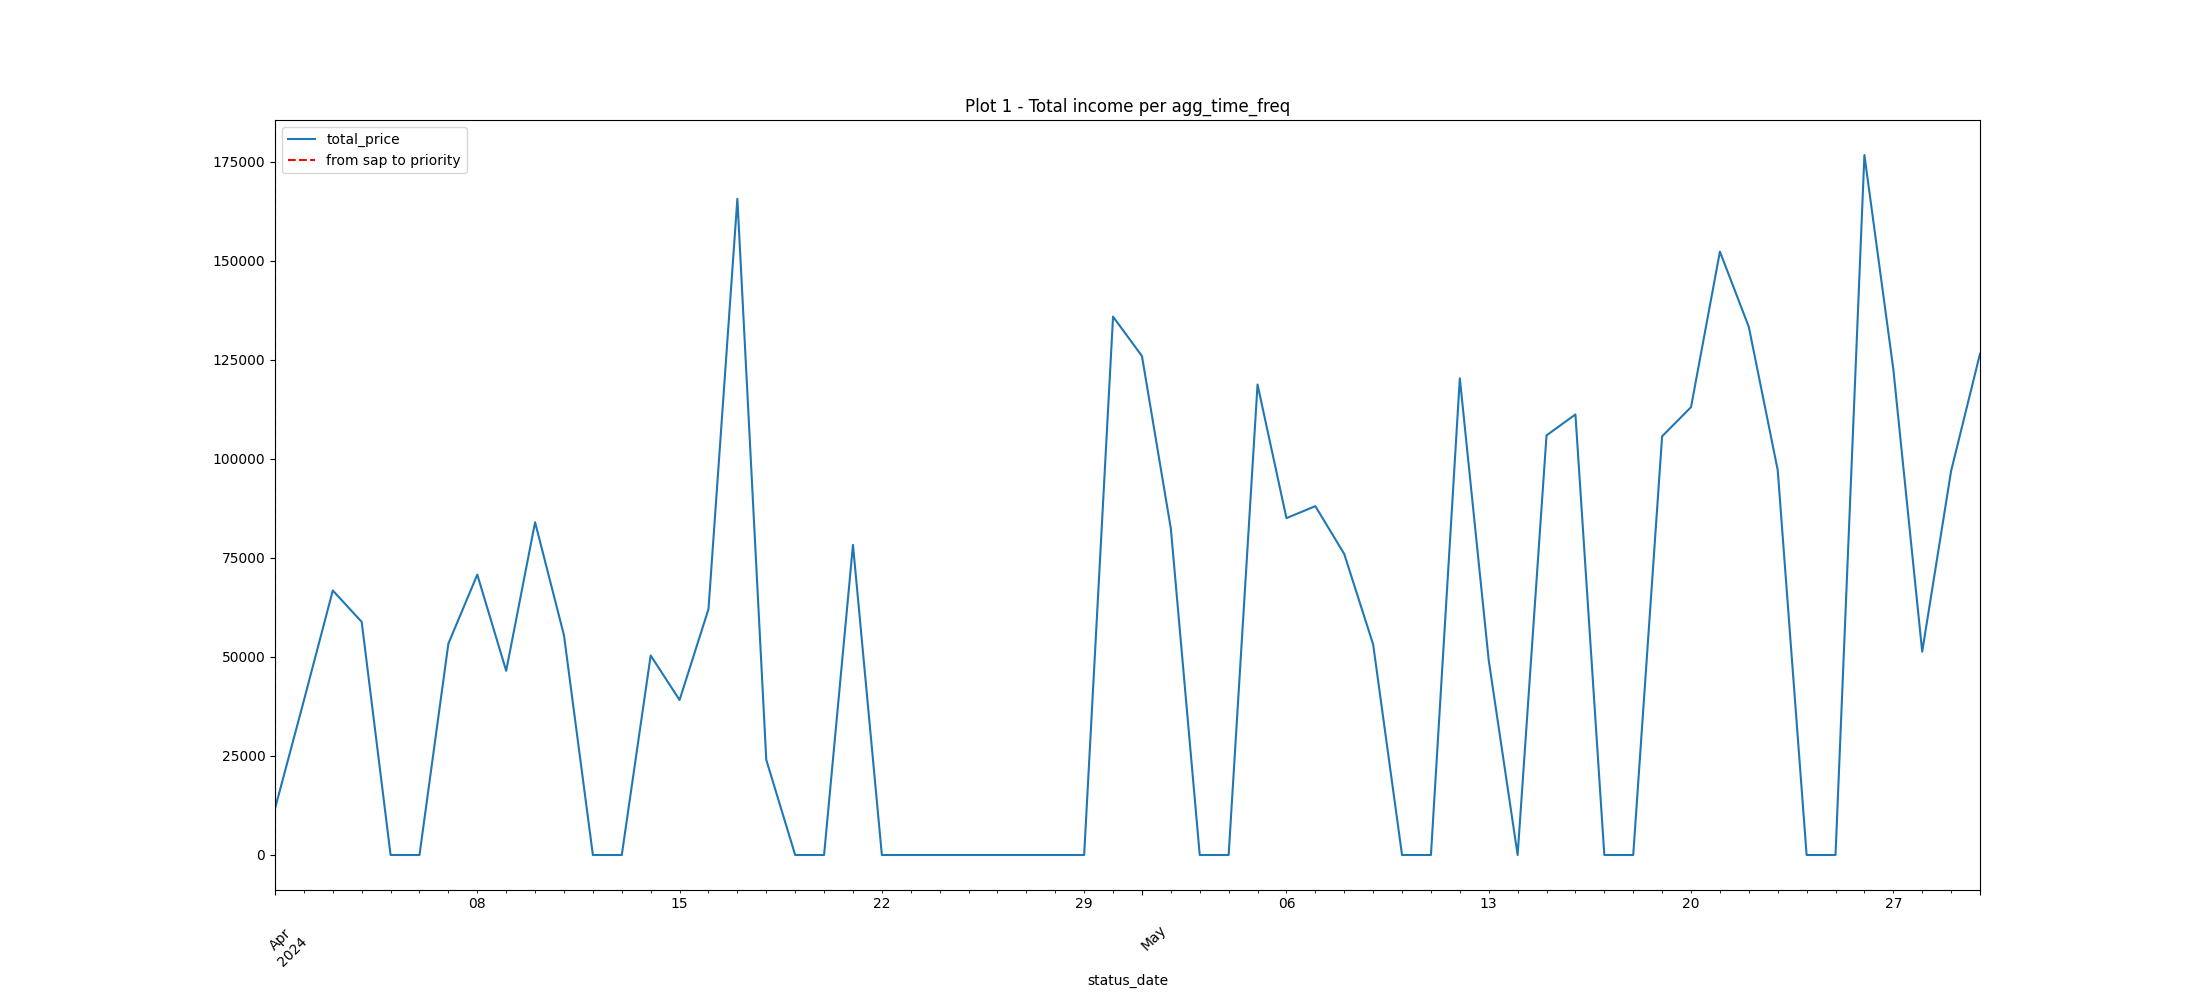 Plot 1 - Total income per agg_time_freq
total_price
from sap to priority
175000
150000
125000
100000
75000
50000
25000
0
08
15
22
29
06
13
20
27
Apr
2024
May
status_date